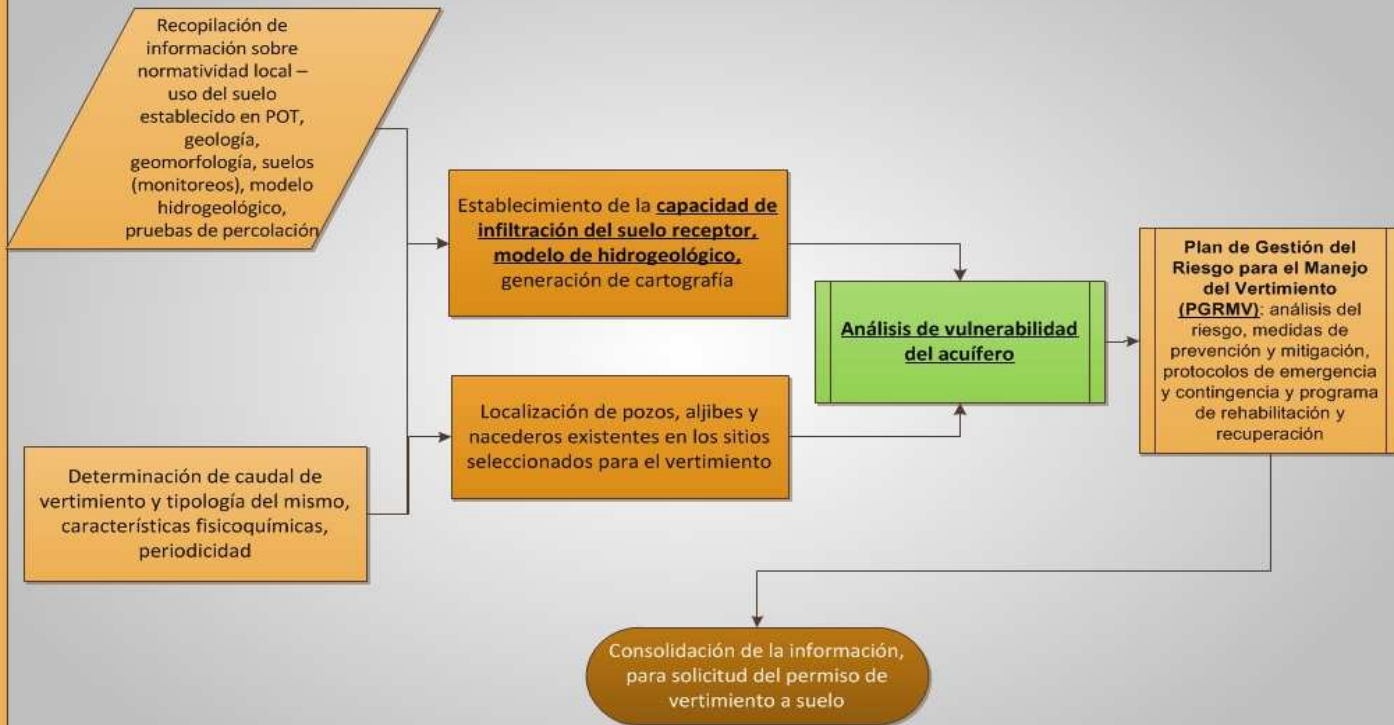 Recopilación de
información sobre
normatividad local –
uso del suelo
establecido en POT,
geología,
geomorfología, suelos
(monitoreos), modelo
hidrogeológico,
pruebas de percolación
Establecimiento de la capacidad de
infiltración del suelo receptor,
modelo de hidrogeológico,
generación de cartografía
Localización de pozos, aljibes y
nacederos existentes en los sitios
seleccionados para el vertimiento
Determinación de caudal de
vertimiento y tipología del mismo,
características fisicoquímicas,
periodicidad
Análisis de vulnerabilidad
del acuífero
Plan de Gestión del
Riesgo para el Manejo
del Vertimiento
(PGRMV): análisis del
riesgo, medidas de
prevención y mitigación,
protocolos de emergencia
y contingencia y programa
de rehabilitación y
recuperación
Consolidación de la información,
para solicitud del permiso de
vertimiento a suelo